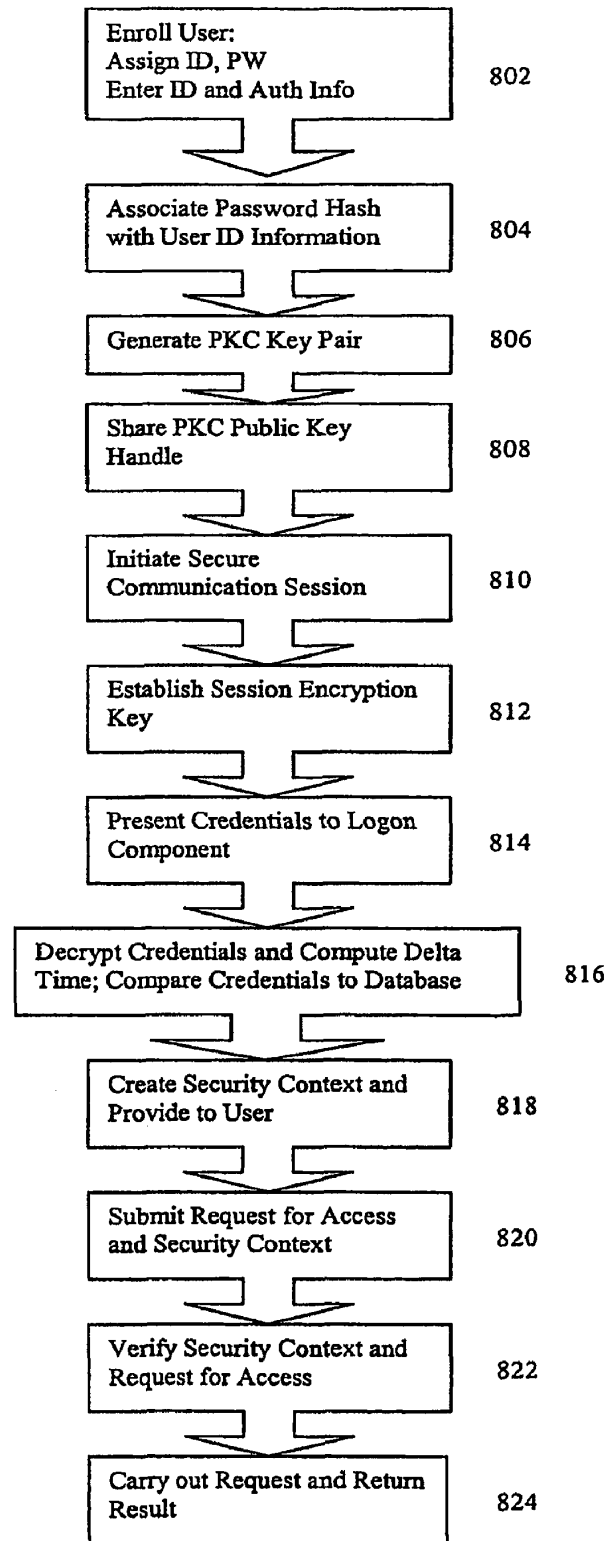 Enroll User:
Assign ID, PW
Enter ID and Auth Info
802
Associate Password Hash
with User ID Information
804
Generate PKC Key Pair
806
Share PKC Public Key
Handle
808
Initiate Secure
Communication Session
810
Establish Session Encryption
Key
812
Present Credentials to Logon
Component
814
Decrypt Credentials and Compute Delta
Time; Compare Credentials to Database
816
Create Security Context and
Provide to User
818
Submit Request for Access
and Security Context
820
Verify Security Context and
Request for Access
822
Carry out Request and Return
Result
824